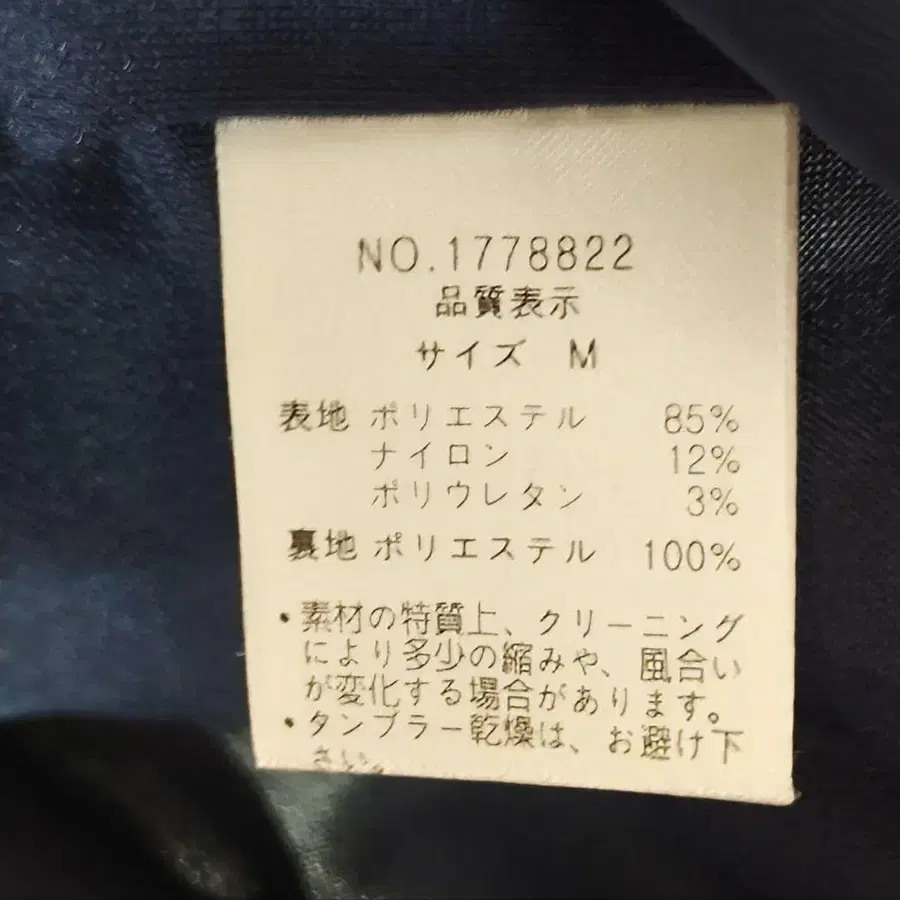 NO.1778822
品質表示
サイズ M
表地 ポリエステル 85%
ナイロン 12%
ポリウレタン 3%
裏地 ポリエステル 100%
・素材の特質上、クリーニング
により多少の縮みや、風合い
が変化する場合があります。
・タンブラー乾燥は、お避け下
さい。